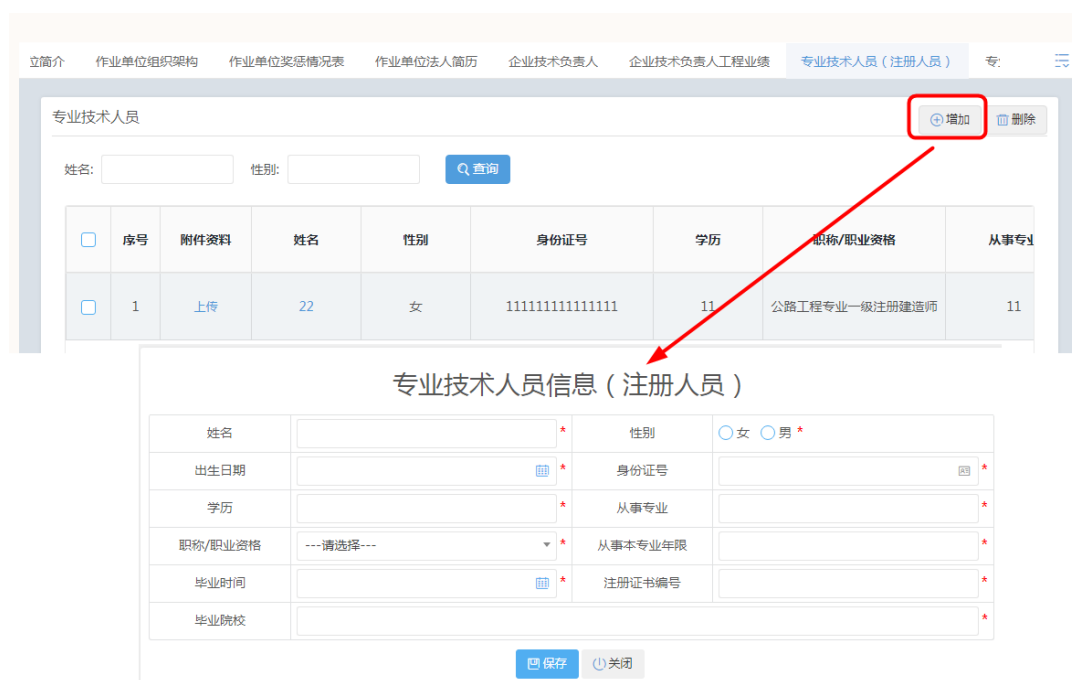 立简介 作业单位组织架构 作业单位奖惩情况表 作业单位法人简历 企业技术负责人 企业技术负责人工程业绩 专业技术人员（注册人员） 专
专业技术人员 增加 删除
姓名: 性别: 查询
序号 附件资料 姓名 性别 身份证号 学历 职称/职业资格 从事专业
1 上传 22 女 111111111111111 11 公路工程专业一级注册建造师 11
专业技术人员信息（注册人员）
姓名 * 性别 女 男 *
出生日期 * 身份证号 *
学历 * 从事专业 *
职称/职业资格 ---请选择--- * 从事本专业年限 *
毕业时间 * 注册证书编号 *
毕业院校 *
保存 关闭